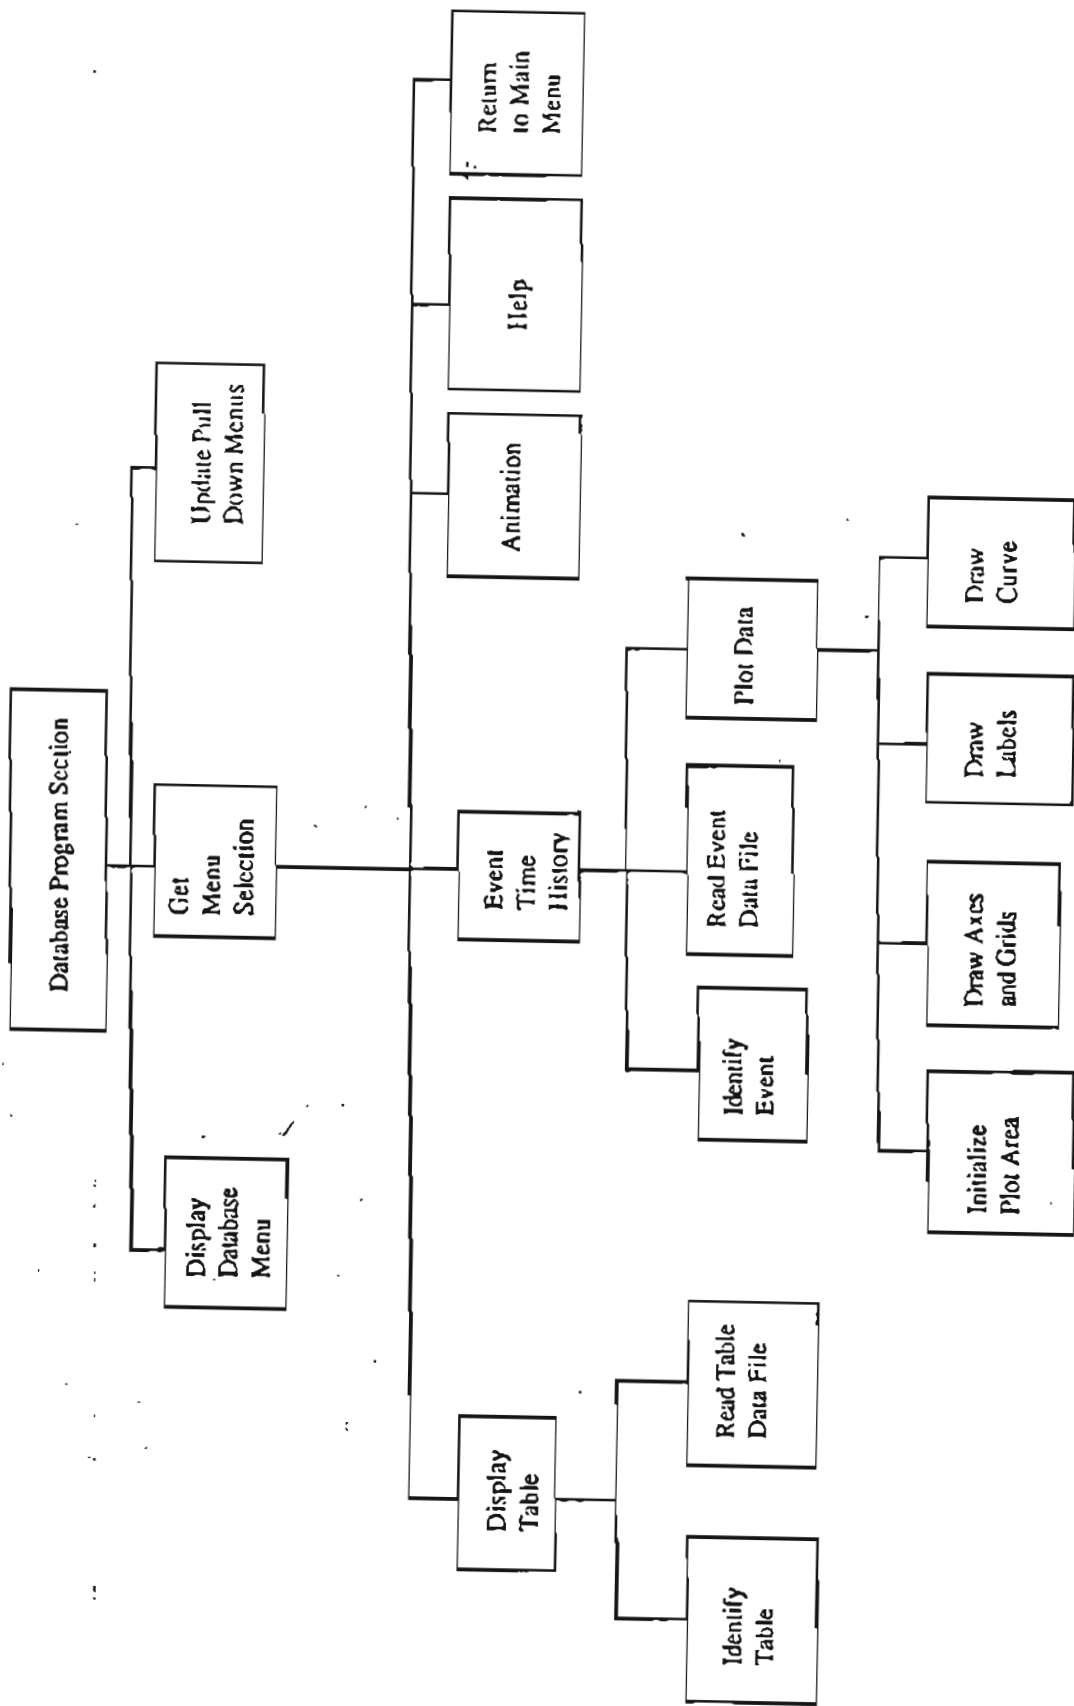 Database Program Section
Display
Database
Menu
Get
Menu
Selection
Update Pull
Down Menus
Display
Table
Event
Time
History
Animation
Help
Return
to Main
Menu
Identify
Table
Read Table
Data File
Identify
Event
Read Event
Data File
Plot Data
Initialize
Plot Area
Draw Axes
and Grids
Draw
Labels
Draw
Curve